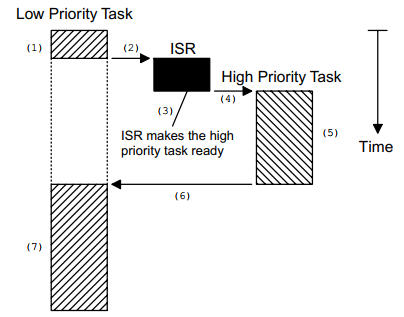 Low Priority Task
(1)
(2)
ISR
High Priority Task
(3)
(4)
ISR makes the high
priority task ready
(5)
Time
(6)
(7)